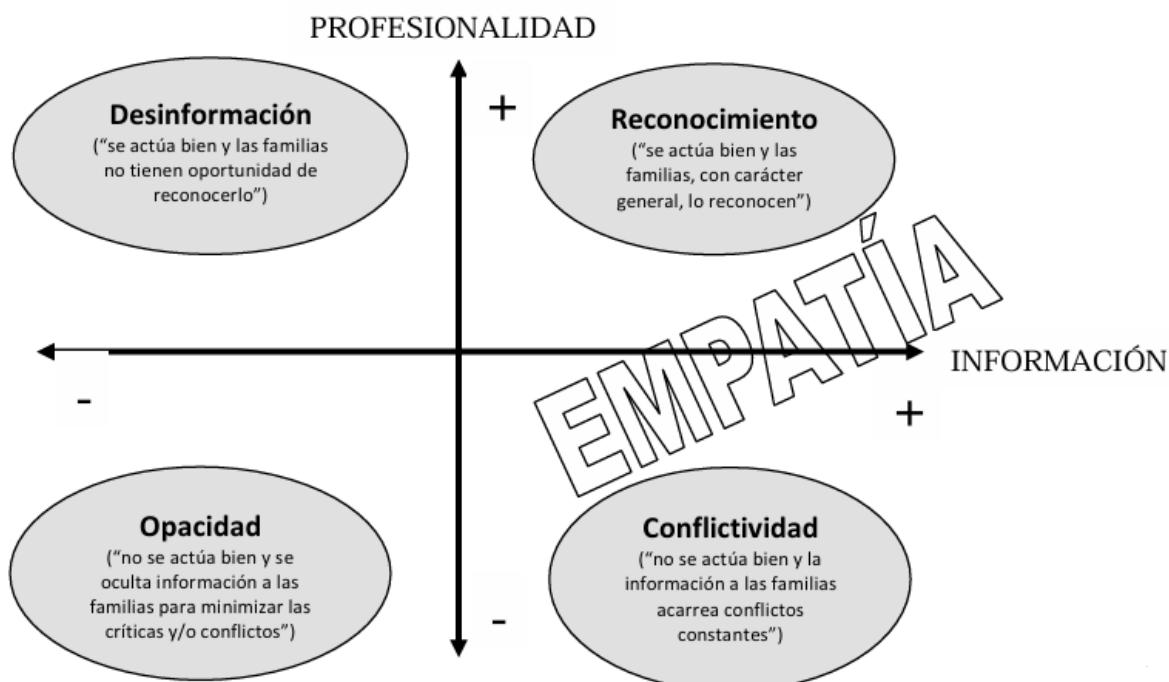 PROFESIONALIDAD
Desinformación
(“se actúa bien y las familias
no tienen oportunidad de
reconocerlo”)
+
Reconocimiento
(“se actúa bien y las
familias, con carácter
general, lo reconocen”)
EMPATÍA
INFORMACIÓN
-
+
Opacidad
(“no se actúa bien y se
oculta información a las
familias para minimizar las
críticas y/o conflictos”)
-
Conflictividad
(“no se actúa bien y la
información a las familias
acarrea conflictos
constantes”)